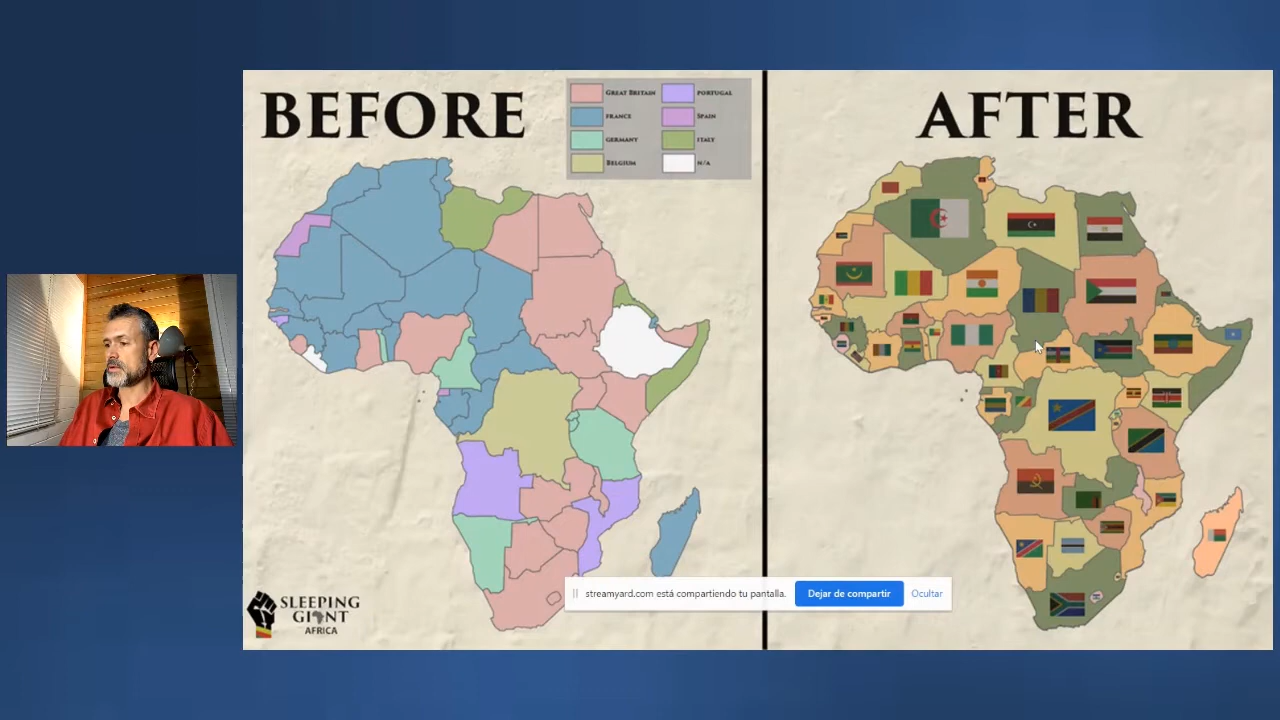 BEFORE
GREAT BRITAIN
FRANCE
GERMANY
BELGIUM
PORTUGAL
SPAIN
ITALY
N/A
AFTER
streamyard.com está compartiendo tu pantalla.
Dejar de compartir
Ocultar
SLEEPING
GIANT
AFRICA